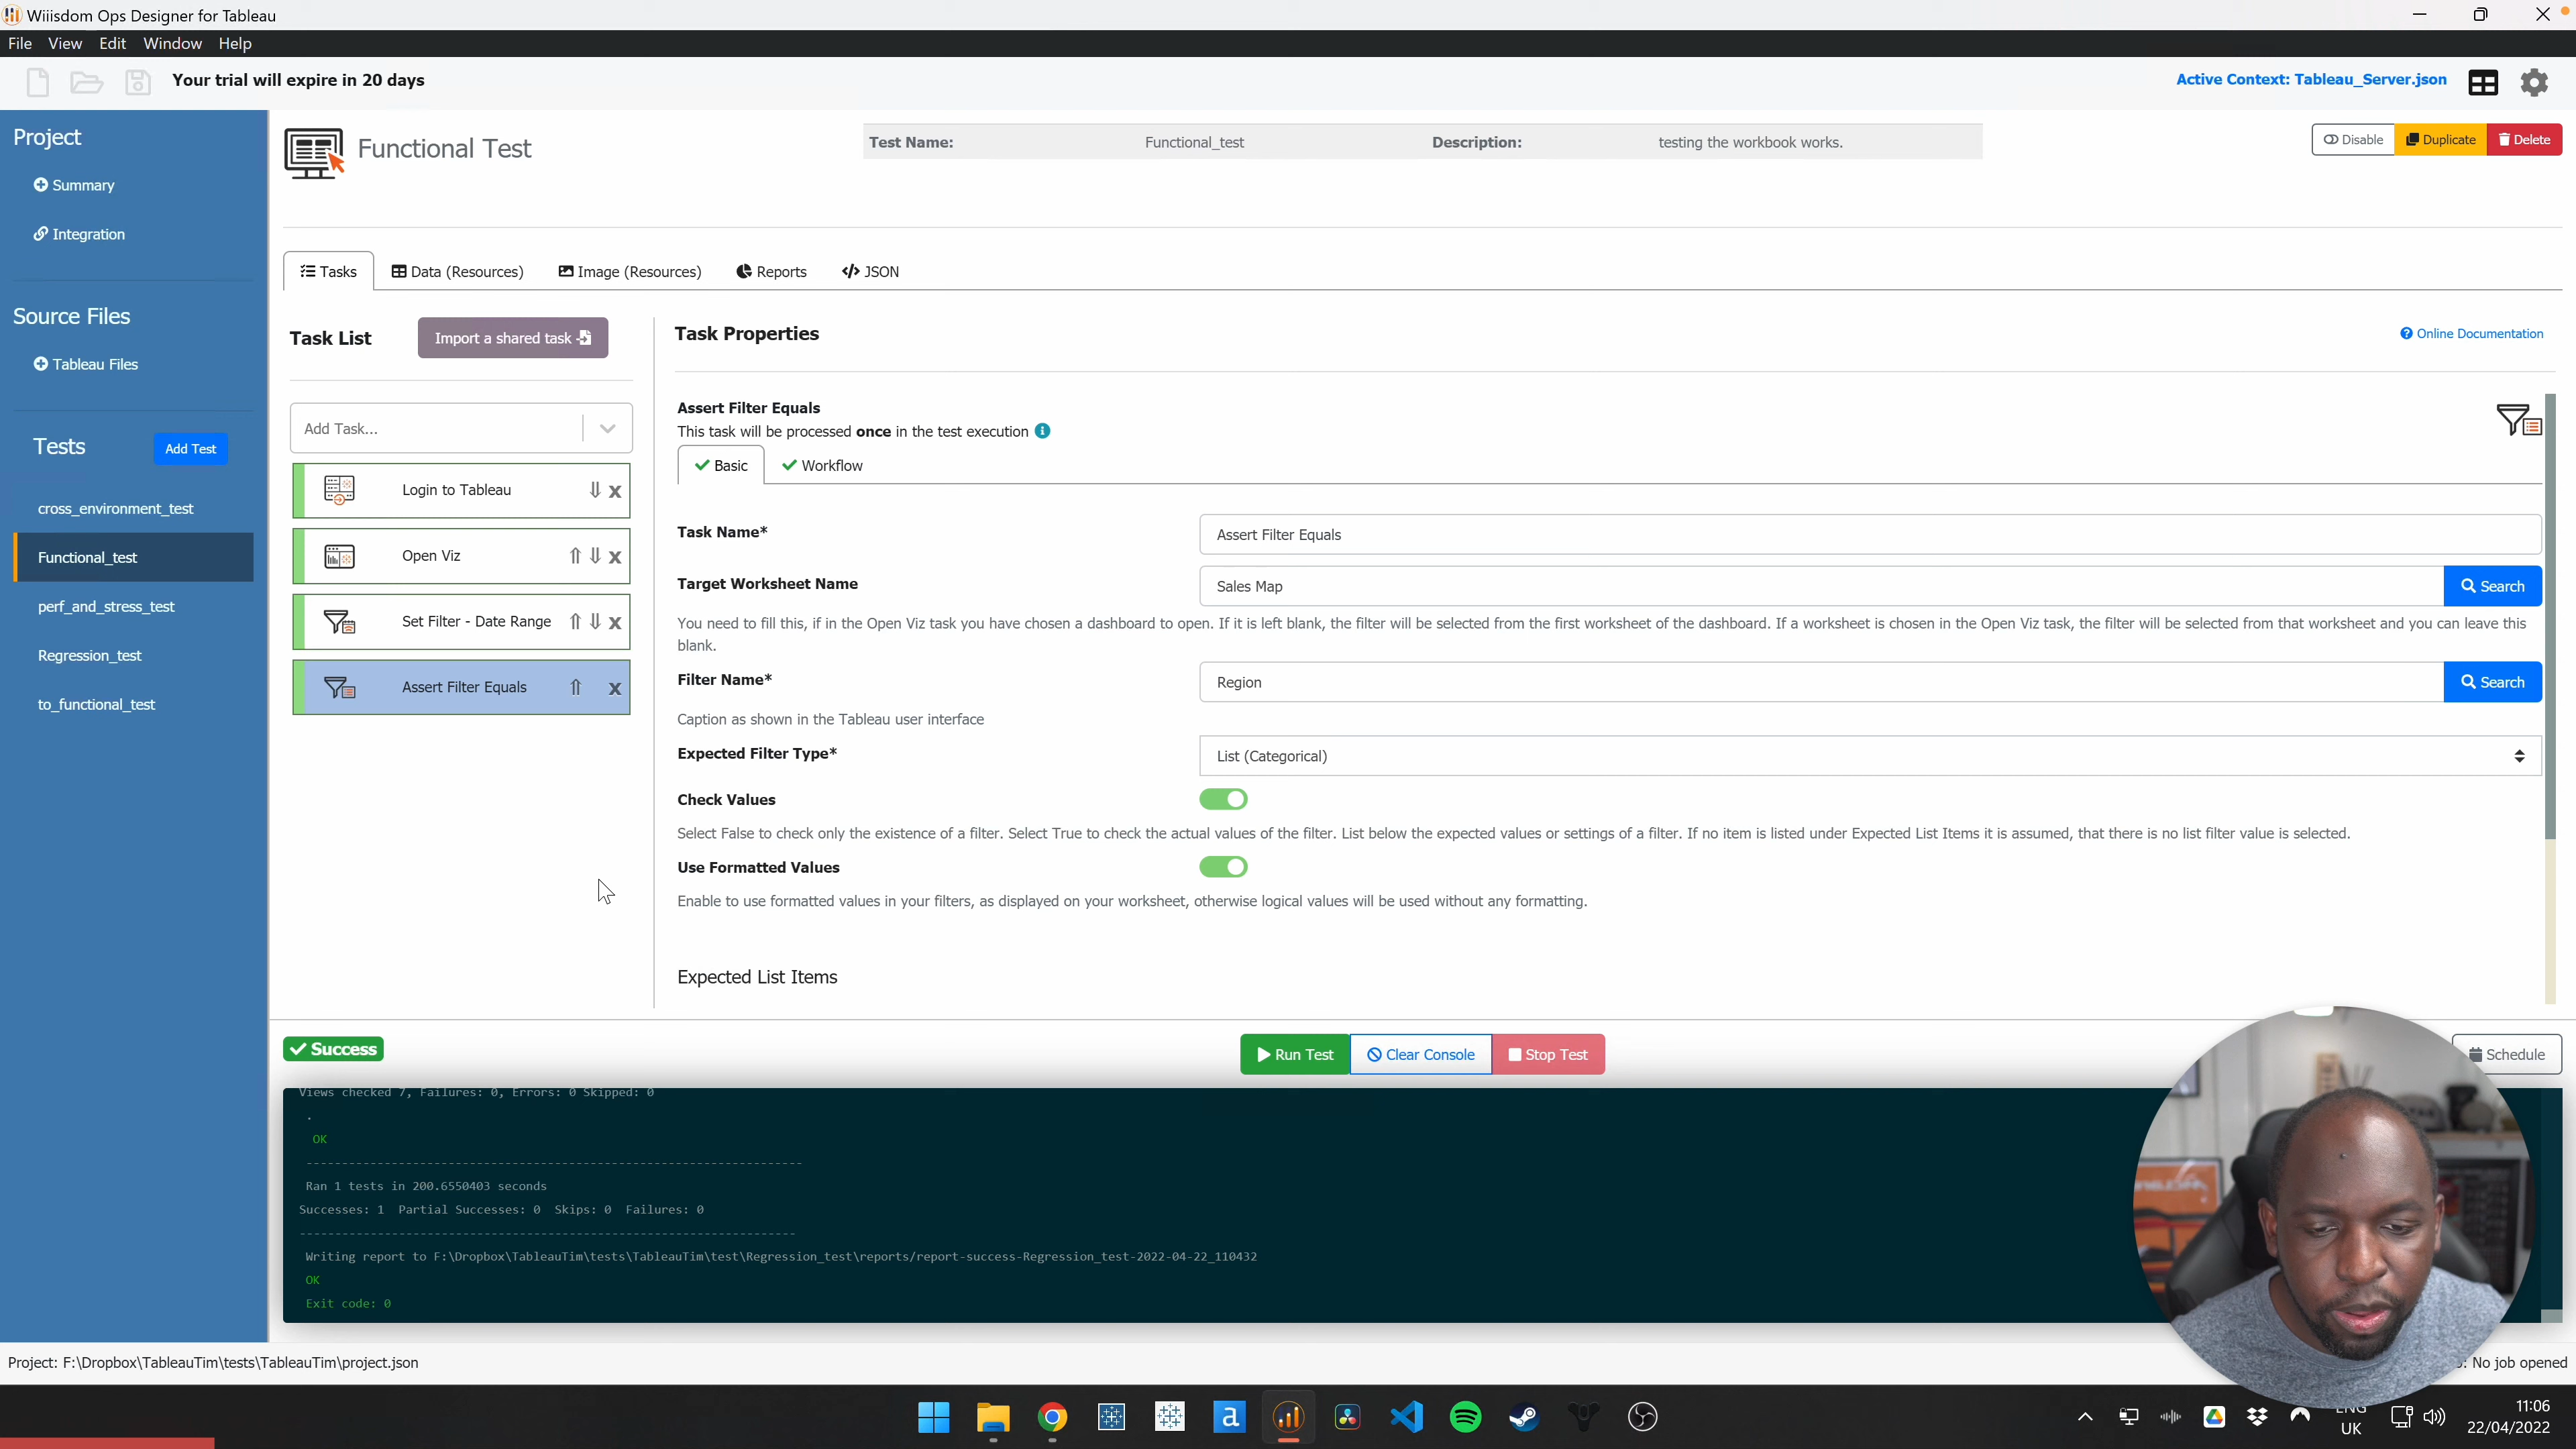 Wiiisdom Ops Designer for Tableau
File View Edit Window Help
Your trial will expire in 20 days
Active Context: Tableau_Server.json
Project
Summary
Integration
Source Files
Tableau Files
Tests
Add Test
cross_environment_test
Functional_test
perf_and_stress_test
Regression_test
to_functional_test
Functional Test
Test Name: Functional_test Description: testing the workbook works.
Disable Duplicate Delete
Tasks Data (Resources) Image (Resources) Reports JSON
Task List
Import a shared task
Add Task...
Login to Tableau
Open Viz
Set Filter - Date Range
Assert Filter Equals
Task Properties
Online Documentation
Assert Filter Equals
This task will be processed once in the test execution
Basic Workflow
Task Name* Assert Filter Equals
Target Worksheet Name Sales Map Search
You need to fill this, if in the Open Viz task you have chosen a dashboard to open. If it is left blank, the filter will be selected from the first worksheet of the dashboard. If a worksheet is chosen in the Open Viz task, the filter will be selected from that worksheet and you can leave this
blank.
Filter Name* Region Search
Caption as shown in the Tableau user interface
Expected Filter Type* List (Categorical)
Check Values
Select False to check only the existence of a filter. Select True to check the actual values of the filter. List below the expected values or settings of a filter. If no item is listed under Expected List Items it is assumed, that there is no list filter value is selected.
Use Formatted Values
Enable to use formatted values in your filters, as displayed on your worksheet, otherwise logical values will be used without any formatting.
Expected List Items
Success
Run Test Clear Console Stop Test
Schedule
Views checked 7, Failures: 0, Errors: 0 Skipped: 0
.
OK
----------------------------------------------------------------------
Ran 1 tests in 200.6550403 seconds
Successes: 1 Partial Successes: 0 Skips: 0 Failures: 0
----------------------------------------------------------------------
Writing report to F:\Dropbox\TableauTim\tests\TableauTim\test\Regression_test\reports/report-success-Regression_test-2022-04-22_110432
OK
Exit code: 0
Project: F:\Dropbox\TableauTim\tests\TableauTim\project.json
: No job opened
ENG
UK
11:06
22/04/2022